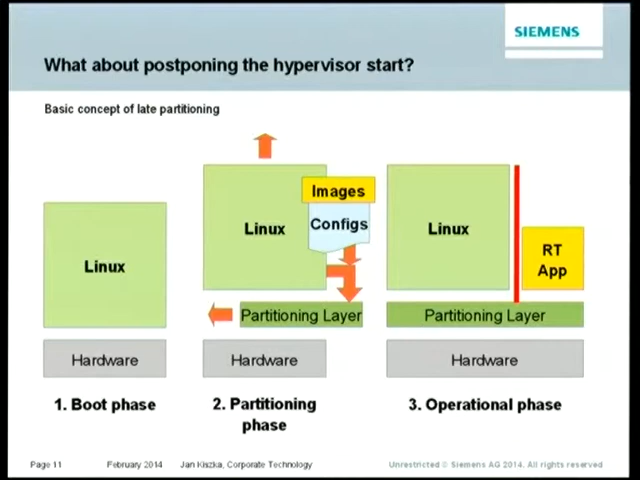 SIEMENS
What about postponing the hypervisor start?
Basic concept of late partitioning
Linux
Hardware
1. Boot phase
Linux
Images
Configs
Partitioning Layer
Hardware
2. Partitioning
phase
Linux
RT
App
Partitioning Layer
Hardware
3. Operational phase
Page 11
February 2014
Jan Kiszka, Corporate Technology
Unrestricted © Siemens AG 2014. All rights reserved